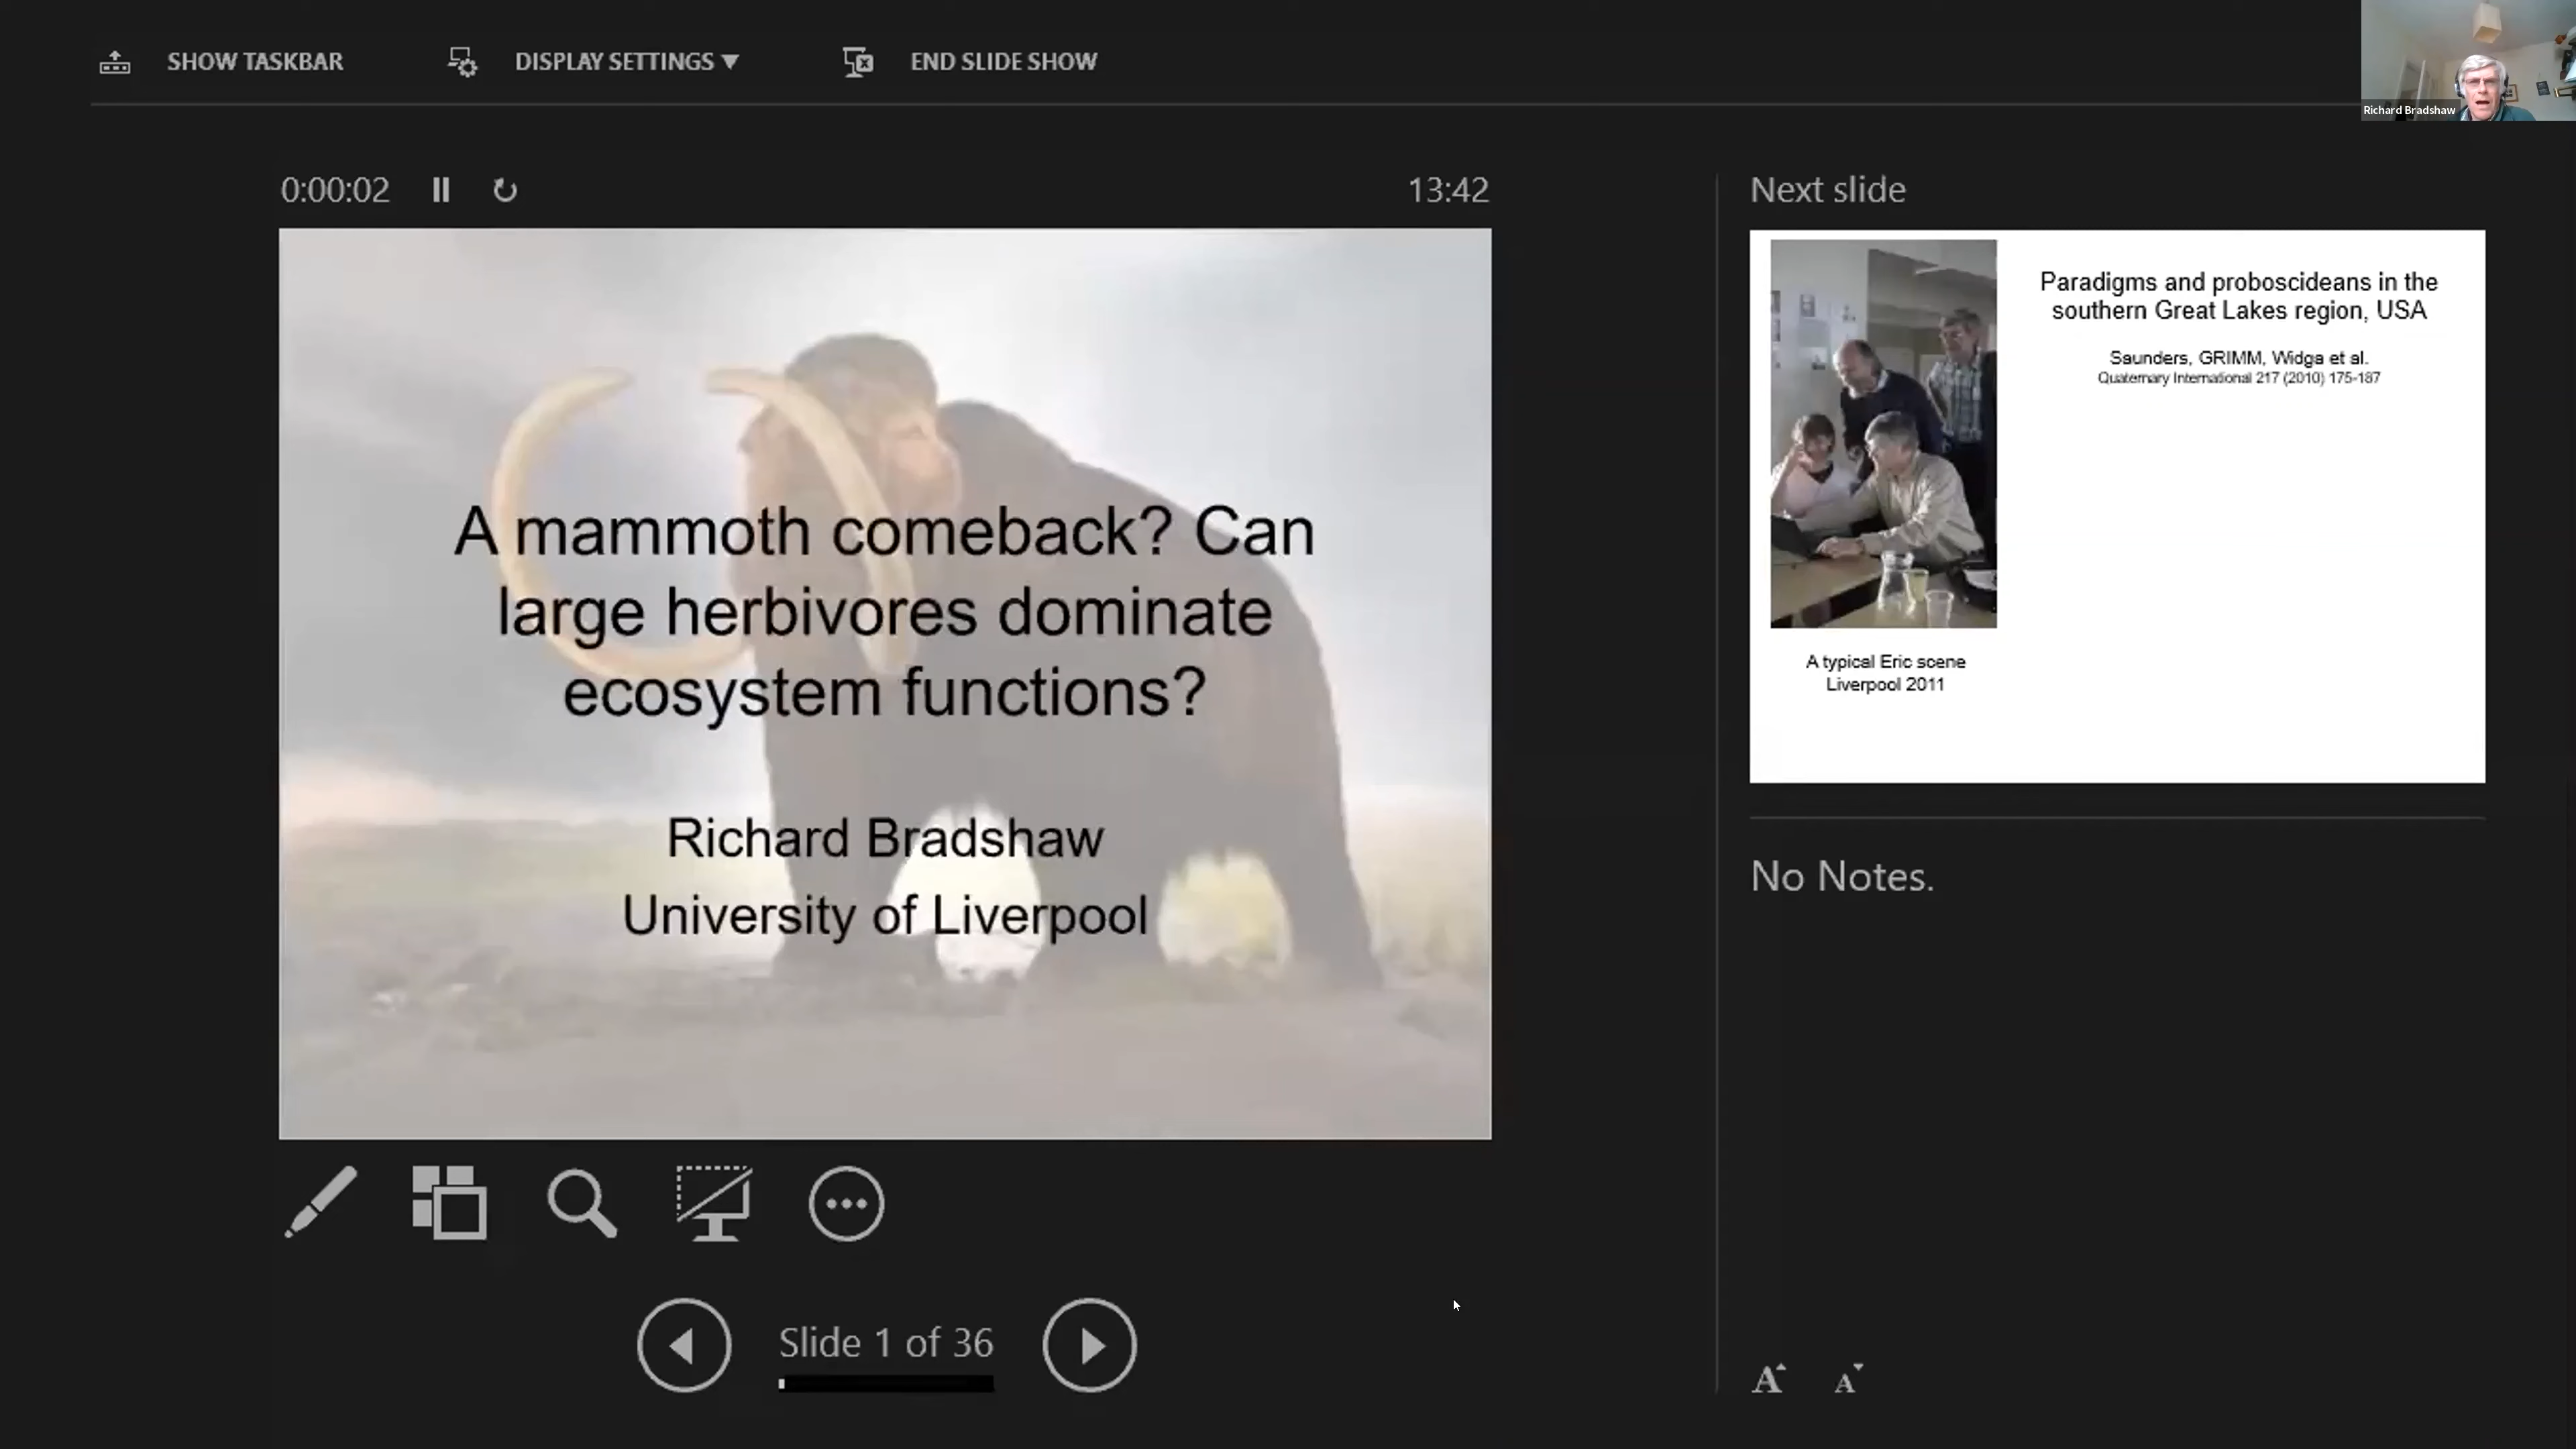 SHOW TASKBAR
DISPLAY SETTINGS
END SLIDE SHOW
Richard Bradshaw
0:00:02
13:42
Next slide
A mammoth comeback? Can
large herbivores dominate
ecosystem functions?
Richard Bradshaw
University of Liverpool
Paradigms and proboscideans in the
southern Great Lakes region, USA
Saunders, GRIMM, Widga et al.
Quaternary International 217 (2010) 175-187
A typical Eric scene
Liverpool 2011
No Notes.
Slide 1 of 36
A A